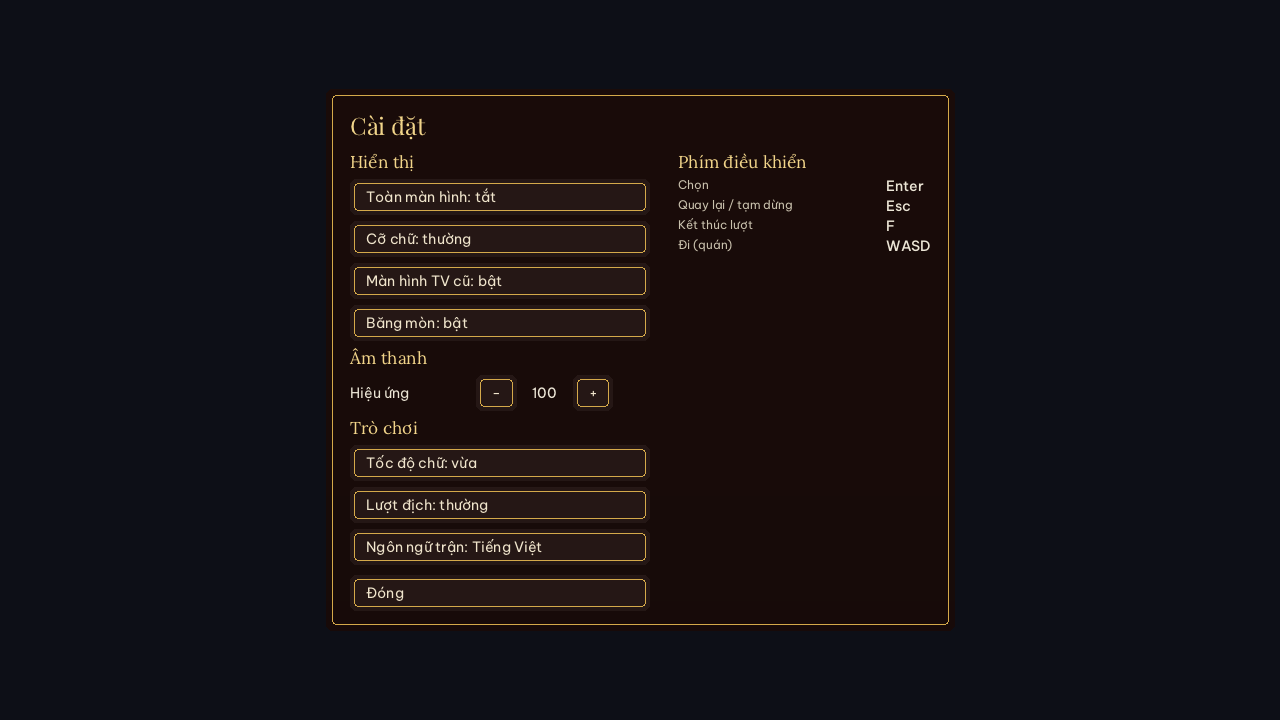 Cài đặt
Hiển thị
Toàn màn hình: tắt
Cỡ chữ: thường
Màn hình TV cũ: bật
Băng mòn: bật
Âm thanh
Hiệu ứng - 100 +
Trò chơi
Tốc độ chữ: vừa
Lượt địch: thường
Ngôn ngữ trận: Tiếng Việt
Đóng
Phím điều khiển
Chọn Enter
Quay lại / tạm dừng Esc
Kết thúc lượt F
Đi (quán) WASD